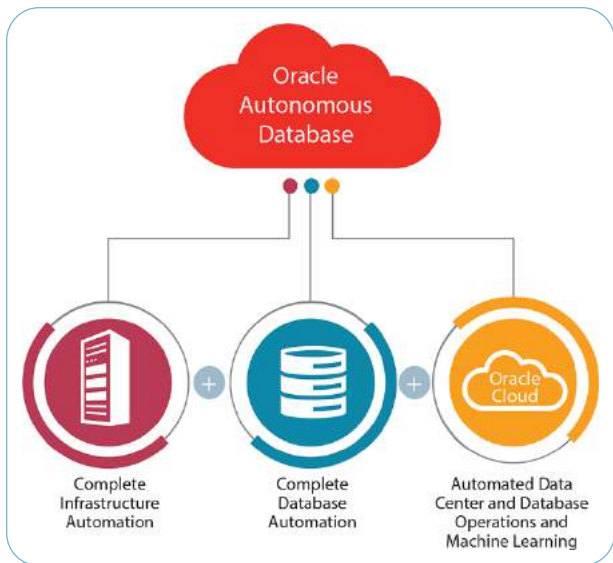 Oracle
Autonomous
Database
+
+
Oracle
Cloud
Complete
Infrastructure
Automation
Complete
Database
Automation
Automated Data
Center and Database
Operations and
Machine Learning